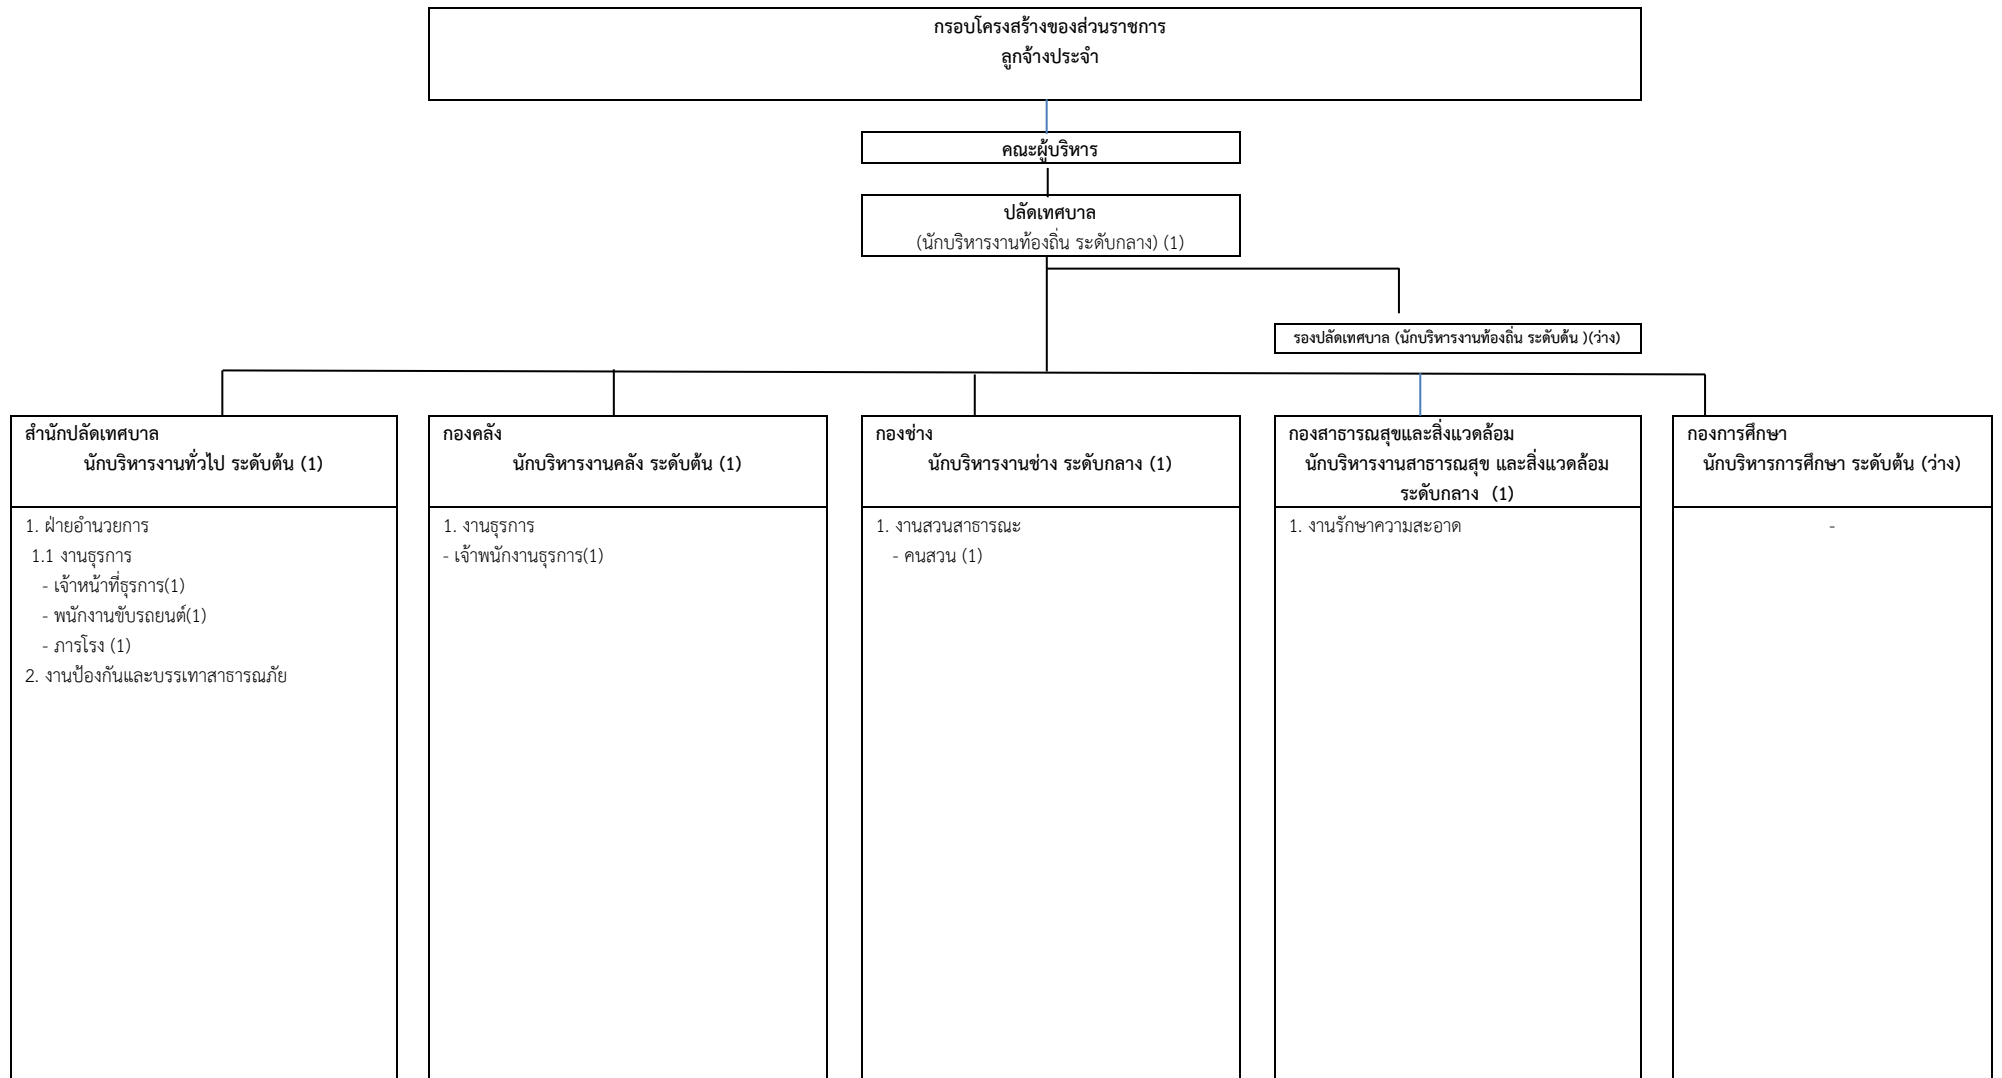 กรอบโครงสร้างของส่วนราชการ
ลูกจ้างประจำ
คณะผู้บริหาร
ปลัดเทศบาล
(นักบริหารงานท้องถิ่น ระดับกลาง) (1)
รองปลัดเทศบาล (นักบริหารงานท้องถิ่น ระดับต้น )(ว่าง)
สำนักปลัดเทศบาล
นักบริหารงานทั่วไป ระดับต้น (1)
1. ฝ่ายอำนวยการ
1.1 งานธุรการ
- เจ้าหน้าที่ธุรการ(1)
- พนักงานขับรถยนต์(1)
- ภารโรง (1)
2. งานป้องกันและบรรเทาสาธารณภัย
กองคลัง
นักบริหารงานคลัง ระดับต้น (1)
1. งานธุรการ
- เจ้าพนักงานธุรการ(1)
กองช่าง
นักบริหารงานช่าง ระดับกลาง (1)
1. งานสวนสาธารณะ
- คนสวน (1)
กองสาธารณสุขและสิ่งแวดล้อม
นักบริหารงานสาธารณสุข และสิ่งแวดล้อม
ระดับกลาง (1)
1. งานรักษาความสะอาด
กองการศึกษา
นักบริหารการศึกษา ระดับต้น (ว่าง)
-